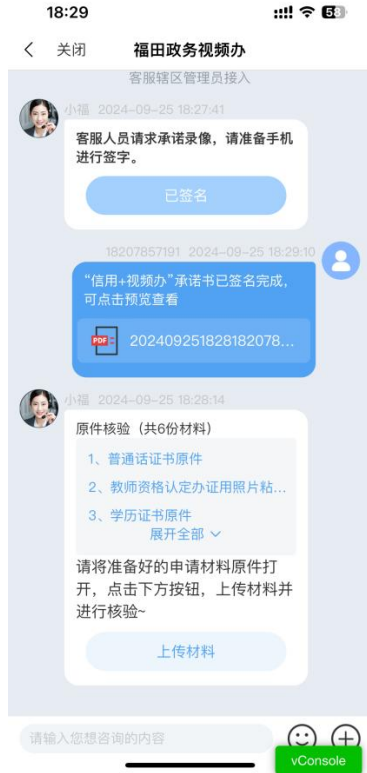 18:29
58
关闭
福田政务视频办
客服辖区管理员接入
小福 2024-09-25 18:27:41
客服人员请求承诺录像，请准备手机
进行签字。
已签名
18207857191 2024-09-25 18:29:10
“信用+视频办”承诺书已签名完成，
可点击预览查看
PDF
202409251828182078...
小福 2024-09-25 18:28:14
原件核验（共6份材料）
1、普通话证书原件
2、教师资格认定办证用照片粘...
3、学历证书原件
展开全部
请将准备好的申请材料原件打
开，点击下方按钮，上传材料并
进行核验~
上传材料
请输入您想咨询的内容
vConsole